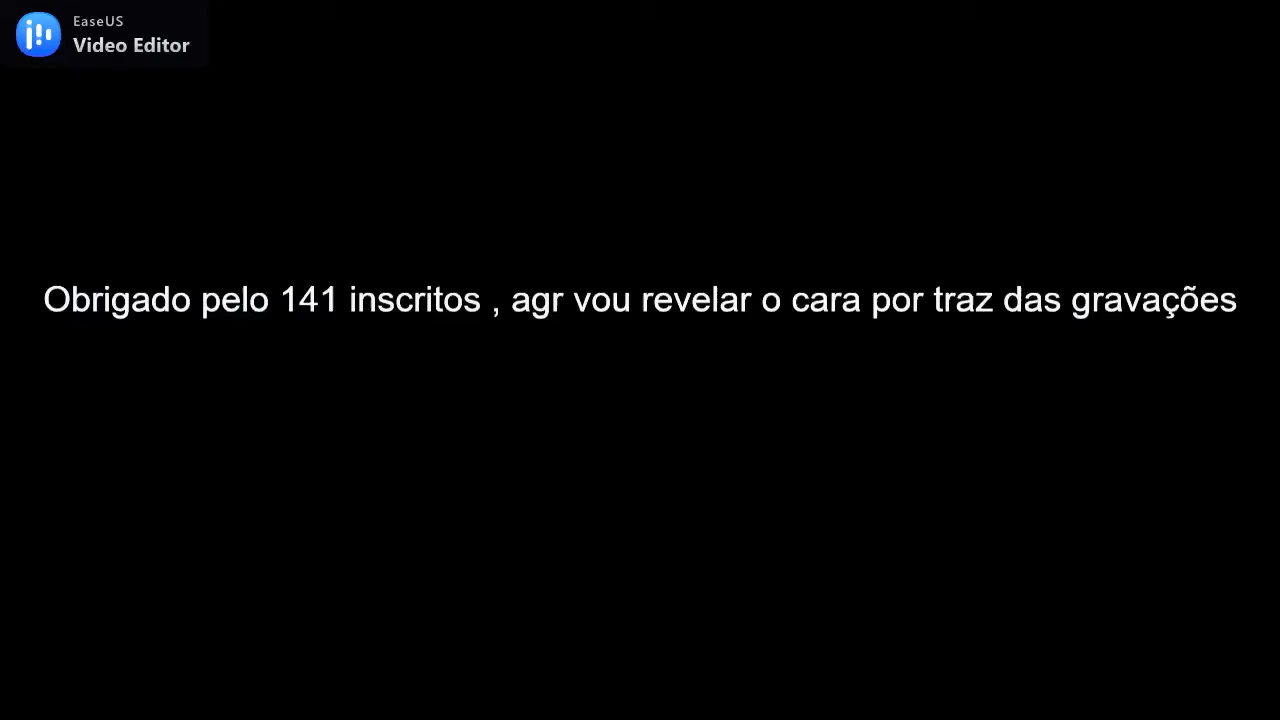 EaseUS
Video Editor
Obrigado pelo 141 inscritos , agr vou revelar o cara por traz das gravações